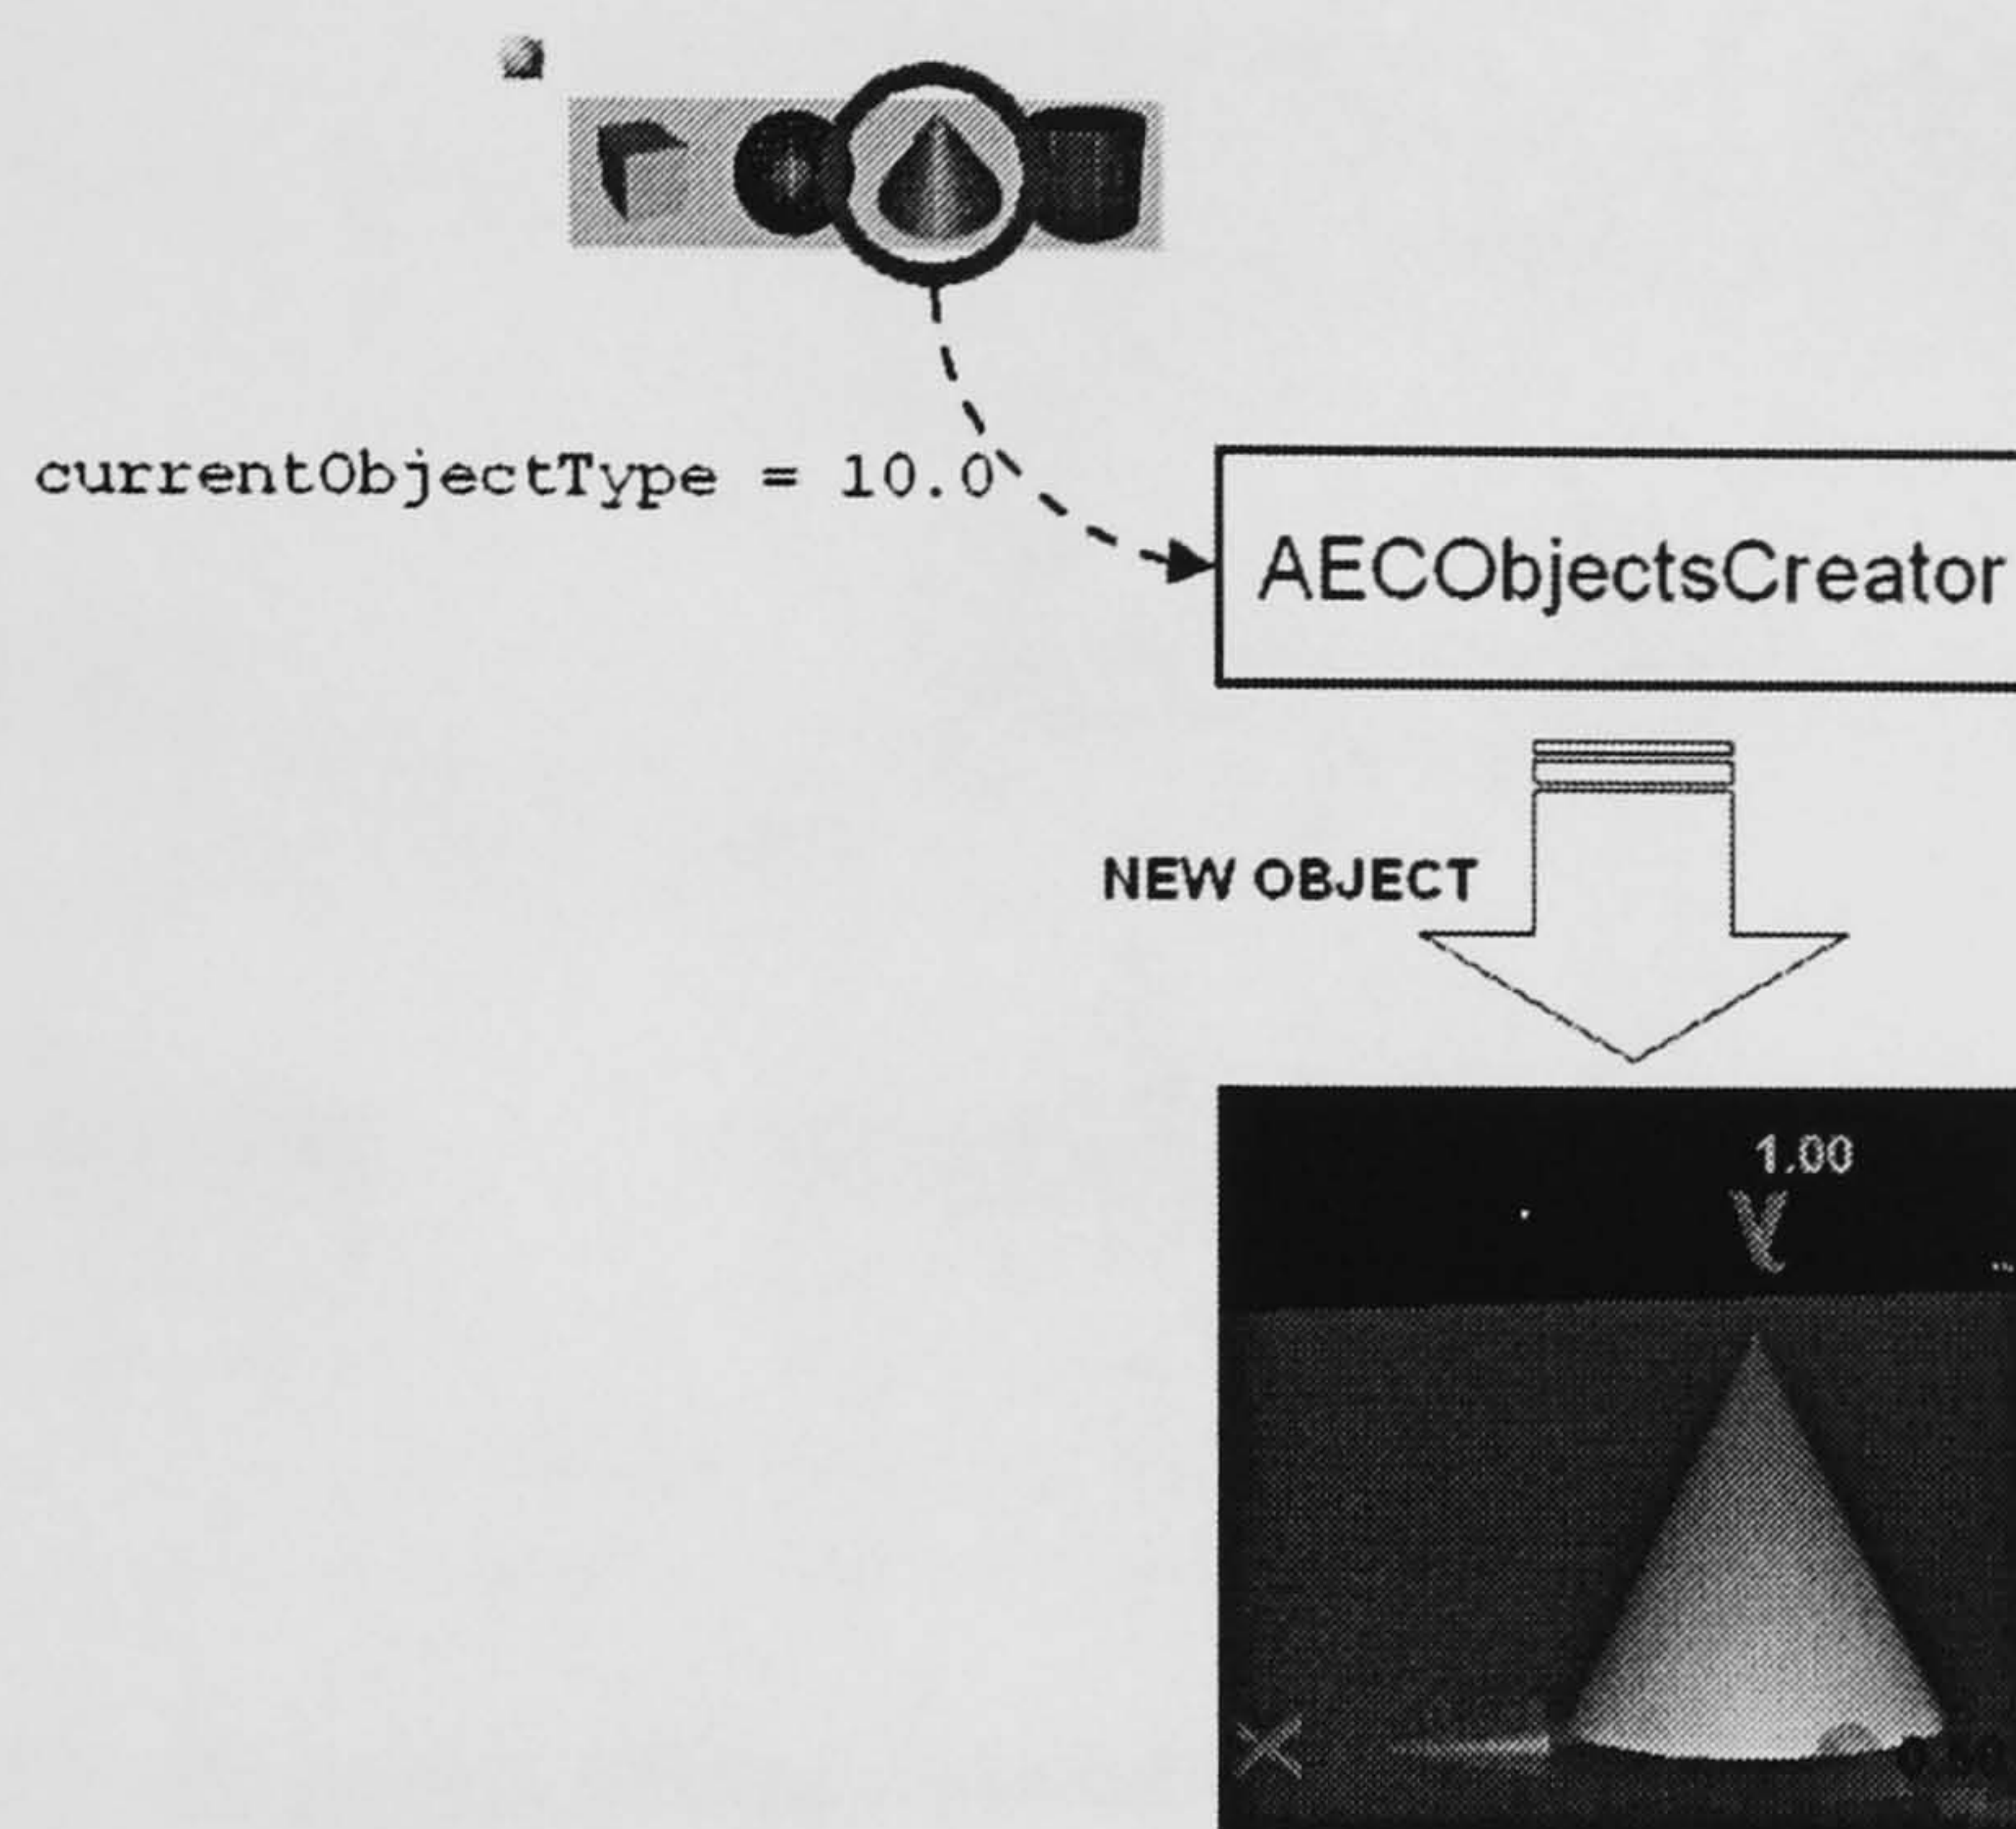 currentObjectType = 10.0
AECObjectsCreator
NEW OBJECT
1.00
Y
X